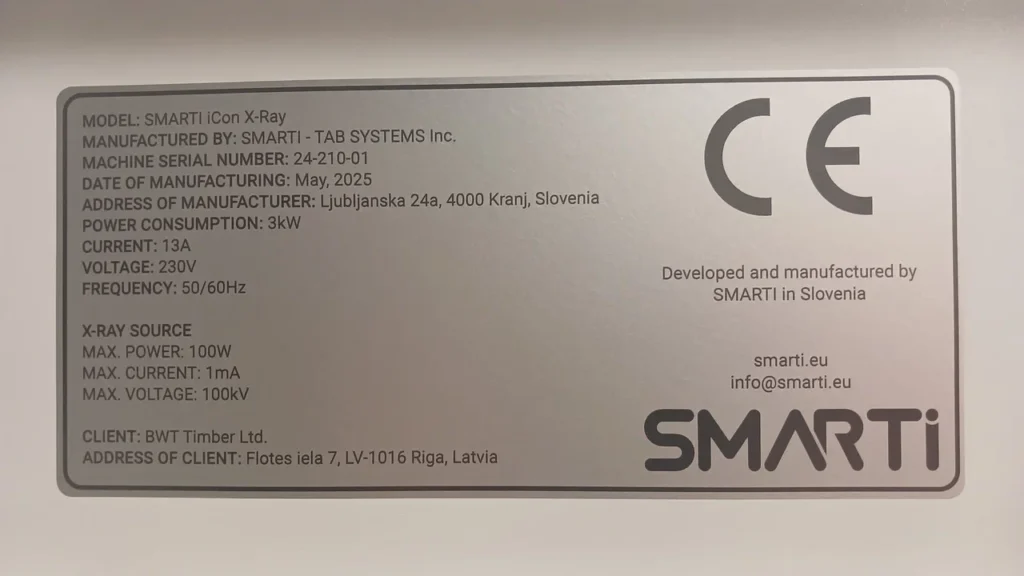 MODEL: SMARTI iCon X-Ray
MANUFACTURED BY: SMARTI - TAB SYSTEMS Inc.
MACHINE SERIAL NUMBER: 24-210-01
DATE OF MANUFACTURING: May, 2025
ADDRESS OF MANUFACTURER: Ljubljanska 24a, 4000 Kranj, Slovenia
POWER CONSUMPTION: 3kW
CURRENT: 13A
VOLTAGE: 230V
FREQUENCY: 50/60Hz
X-RAY SOURCE
MAX. POWER: 100W
MAX. CURRENT: 1mA
MAX. VOLTAGE: 100kV
CLIENT: BWT Timber Ltd.
ADDRESS OF CLIENT: Flotes iela 7, LV-1016 Riga, Latvia
CE
Developed and manufactured by
SMARTI in Slovenia
smarti.eu
info@smarti.eu
SMARTi